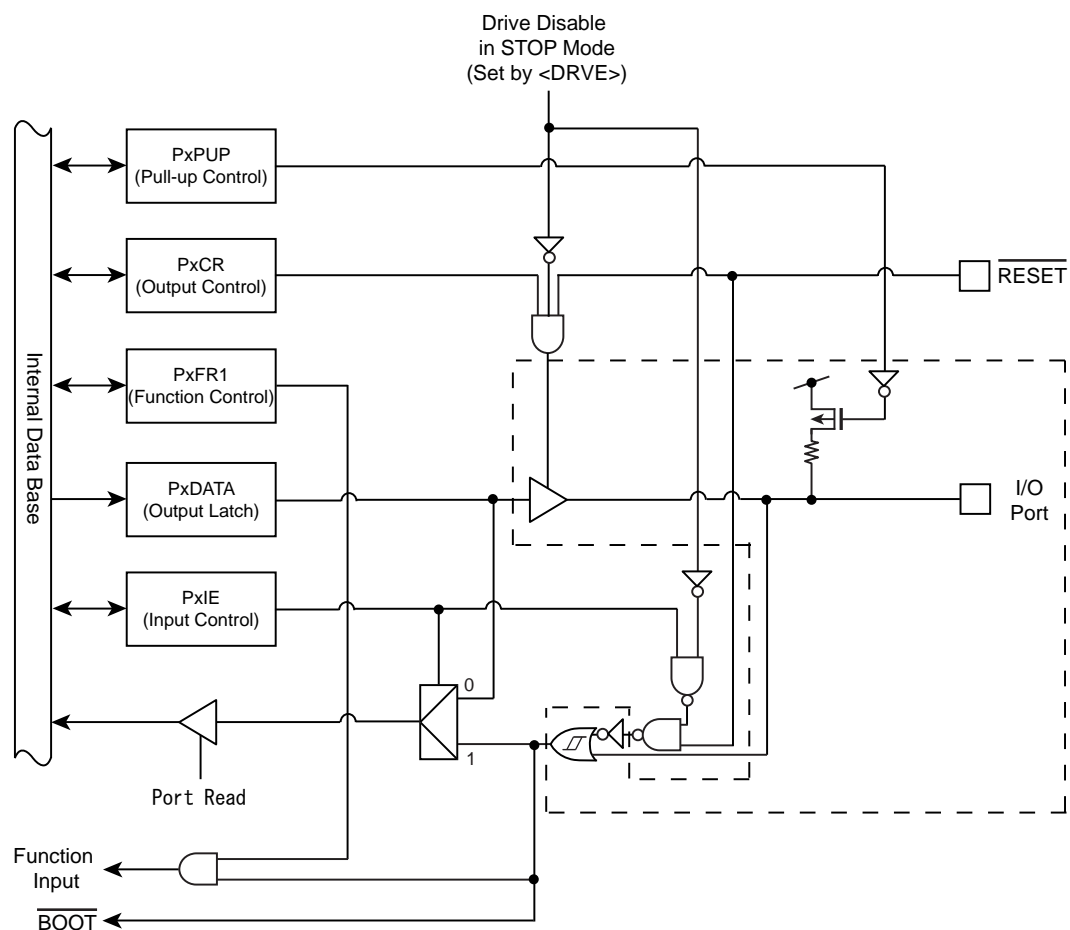 Drive Disable
in STOP Mode
(Set by <DRVE>)
PxPUP
(Pull-up Control)
PxCR
(Output Control)
RESET
Internal Data Base
PxFR1
(Function Control)
PxDATA
(Output Latch)
I/O
Port
PxIE
(Input Control)
0
1
Port Read
Function
Input
BOOT